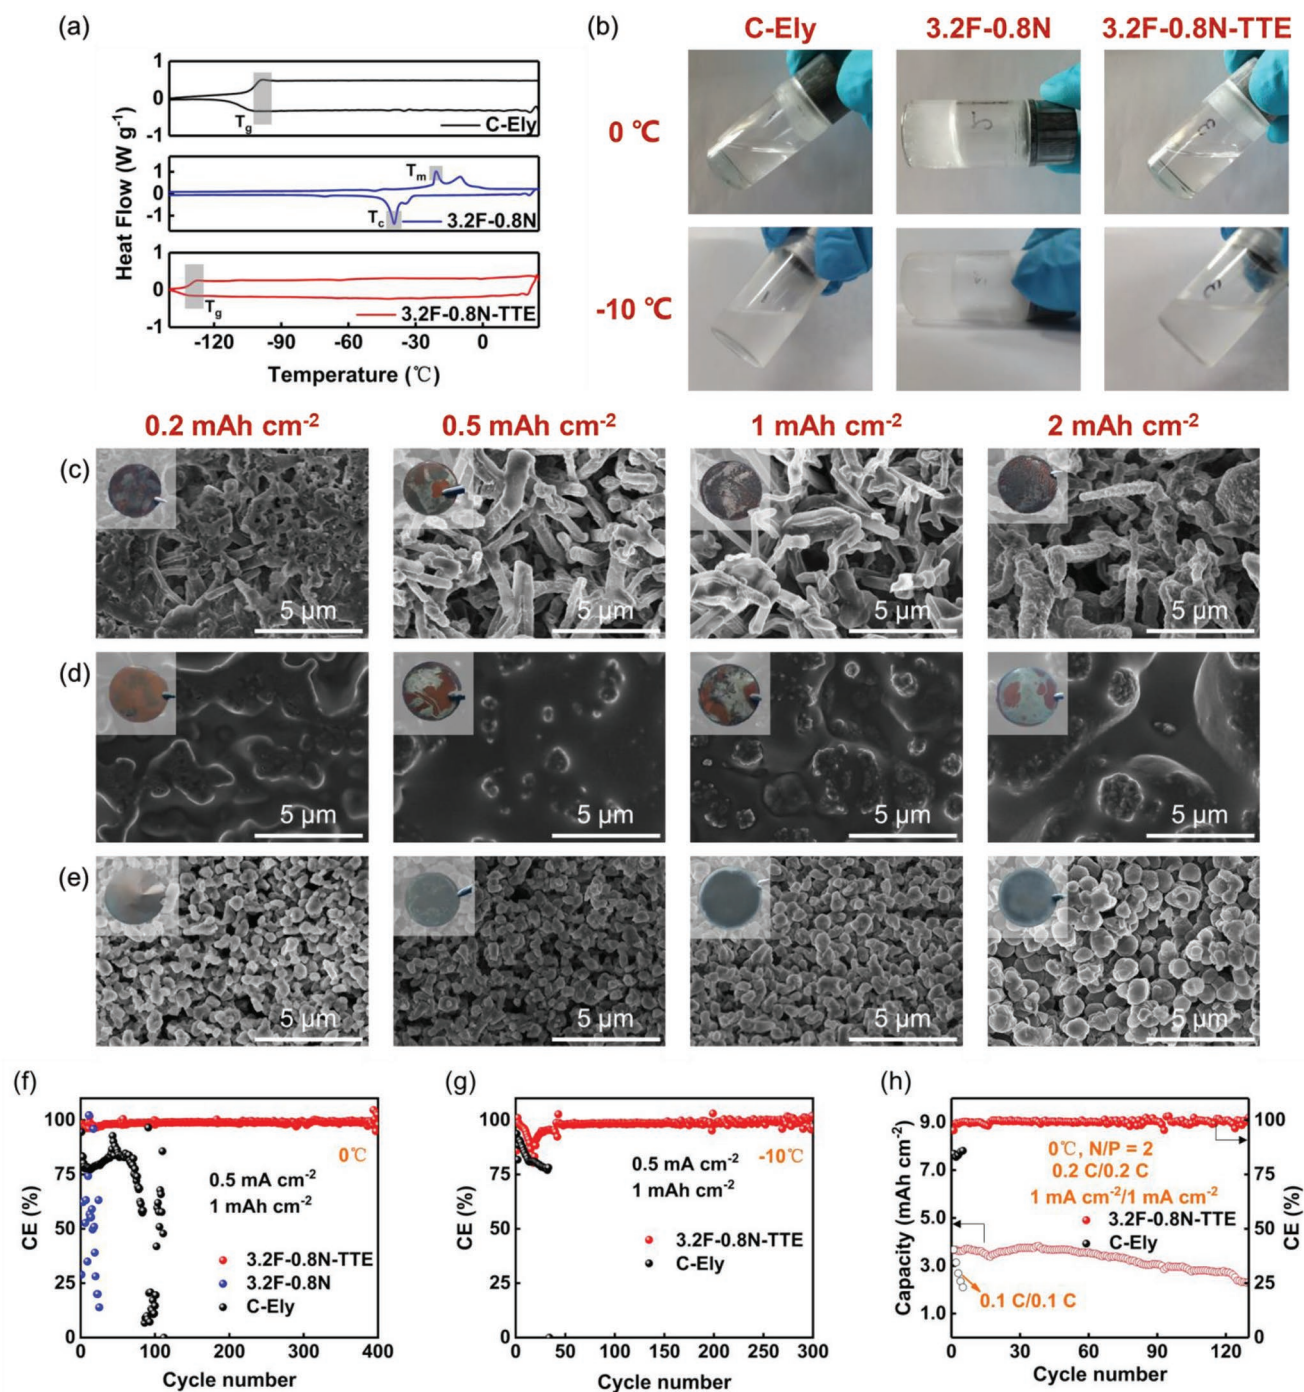 (a)
1
0
-1
Tg
C-Ely
1
0
-1
Tm
Tc
3.2F-0.8N
1
0
-1
Tg
3.2F-0.8N-TTE
Heat Flow (W g-1)
-120 -90 -60 -30 0
Temperature (℃)
(b)
C-Ely 3.2F-0.8N 3.2F-0.8N-TTE
0 ℃
-10 ℃
0.2 mAh cm-2 0.5 mAh cm-2 1 mAh cm-2 2 mAh cm-2
(c)
5 μm 5 μm 5 μm 5 μm
(d)
5 μm 5 μm 5 μm 5 μm
(e)
5 μm 5 μm 5 μm 5 μm
(f)
CE (%)
100
75
50
25
0
0℃
0.5 mA cm-2
1 mAh cm-2
3.2F-0.8N-TTE
3.2F-0.8N
C-Ely
0 100 200 300 400
Cycle number
(g)
CE (%)
100
75
50
25
0
-10℃
0.5 mA cm-2
1 mAh cm-2
3.2F-0.8N-TTE
C-Ely
0 50 100 150 200 250 300
Cycle number
(h)
Capacity (mAh cm-2)
9.0
7.0
5.0
3.0
1.0
0℃, N/P = 2
0.2 C/0.2 C
1 mA cm-2/1 mA cm-2
3.2F-0.8N-TTE
C-Ely
0.1 C/0.1 C
100
75
50
25
0
CE (%)
0 30 60 90 120
Cycle number